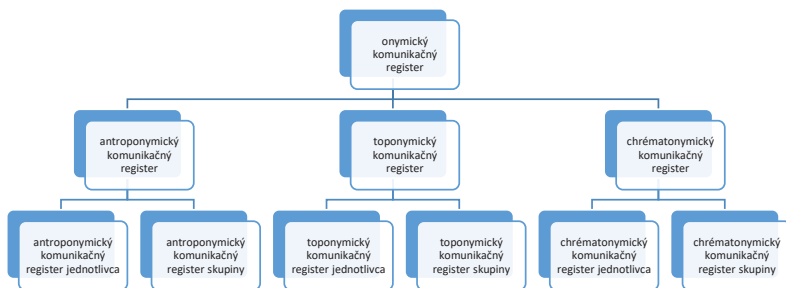 onymický
komunikačný
register
antroponymický
komunikačný
register
toponymický
komunikačný
register
chrématonymický
komunikačný
register
antroponymický
komunikačný
register jednotlivca
antroponymický
komunikačný
register skupiny
toponymický
komunikačný
register jednotlivca
toponymický
komunikačný
register skupiny
chrématonymický
komunikačný
register jednotlivca
chrématonymický
komunikačný
register skupiny